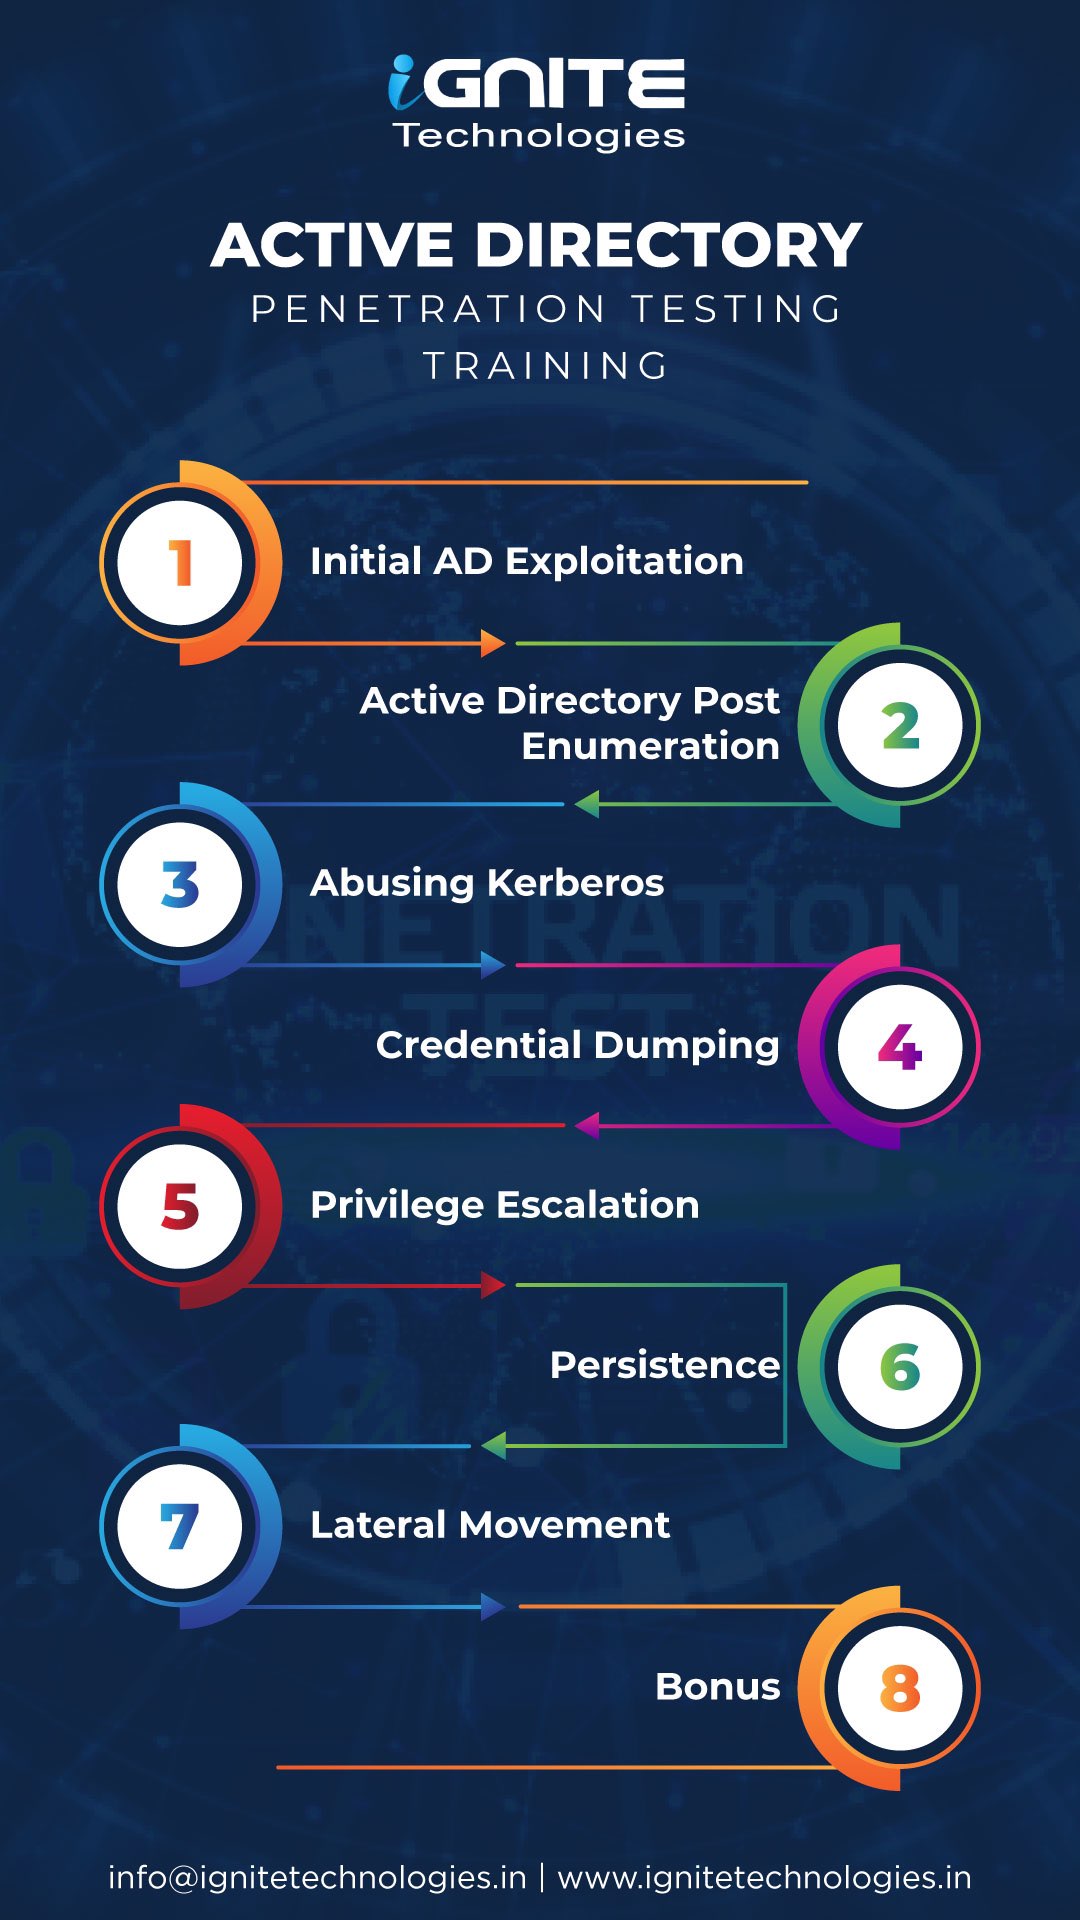 iGNITE
Technologies
ACTIVE DIRECTORY
PENETRATION TESTING
TRAINING
1
Initial AD Exploitation
Active Directory Post
Enumeration
2
3
Abusing Kerberos
PENETRATION
TEST
Credential Dumping
4
5
Privilege Escalation
Persistence
6
7
Lateral Movement
Bonus
8
info@ignitetechnologies.in | www.ignitetechnologies.in